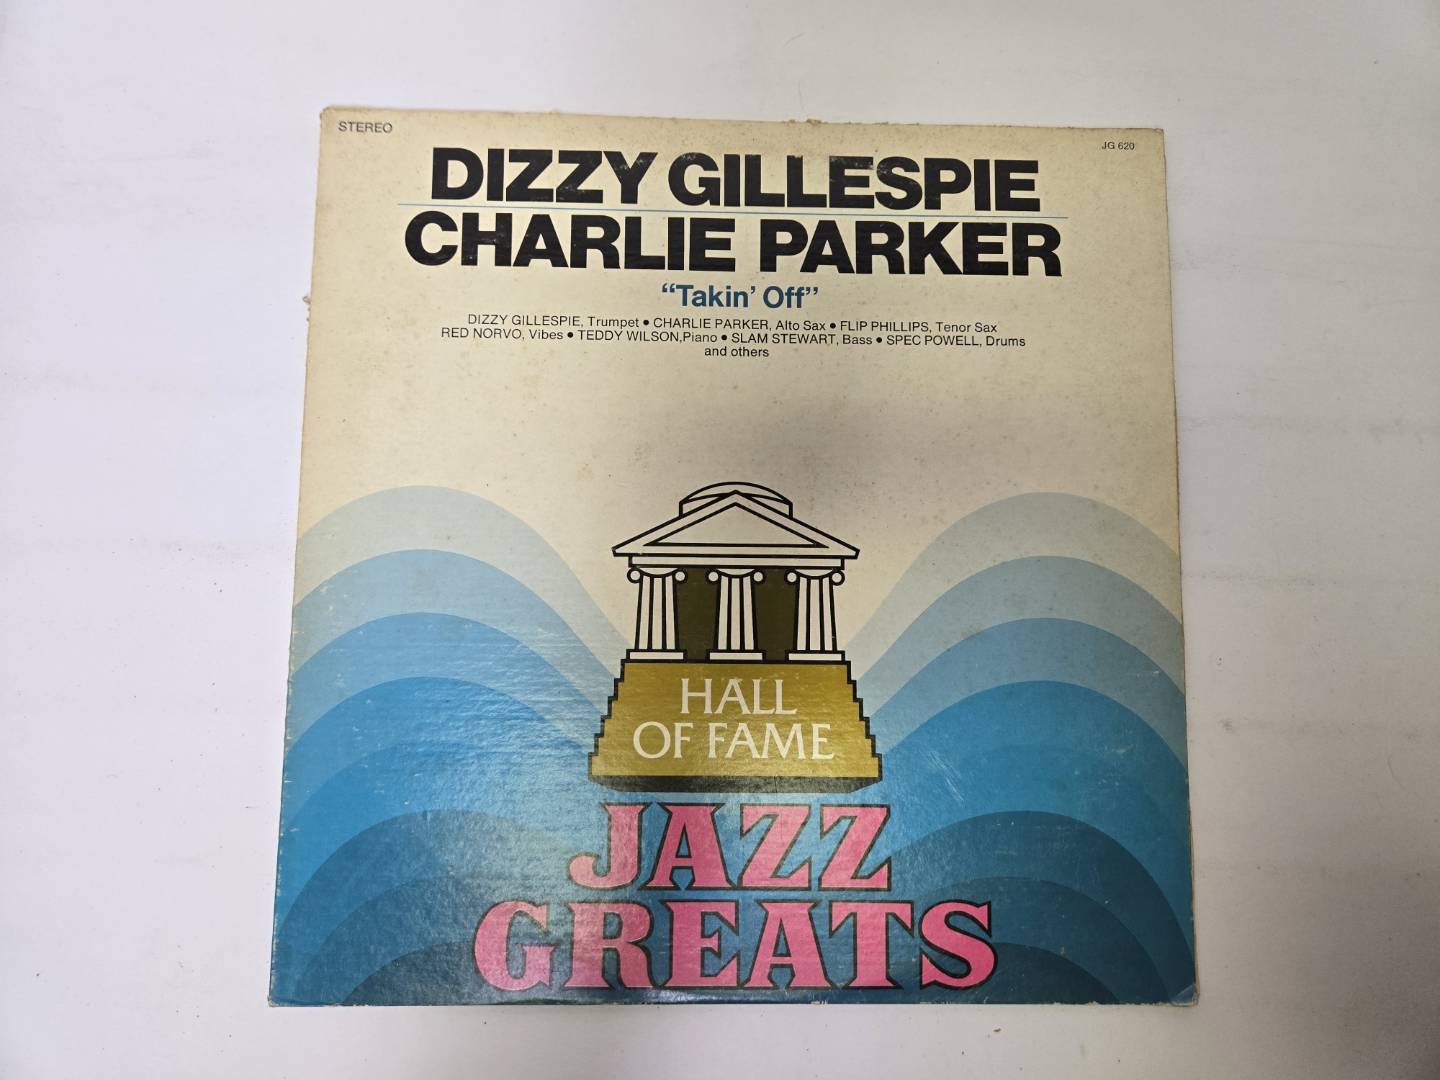 STEREO
JG 620
DIZZY GILLESPIE
CHARLIE PARKER
“Takin’ Off”
DIZZY GILLESPIE, Trumpet • CHARLIE PARKER, Alto Sax • FLIP PHILLIPS, Tenor Sax
RED NORVO, Vibes • TEDDY WILSON,Piano • SLAM STEWART, Bass • SPEC POWELL, Drums
and others
HALL
OF FAME
JAZZ
GREATS